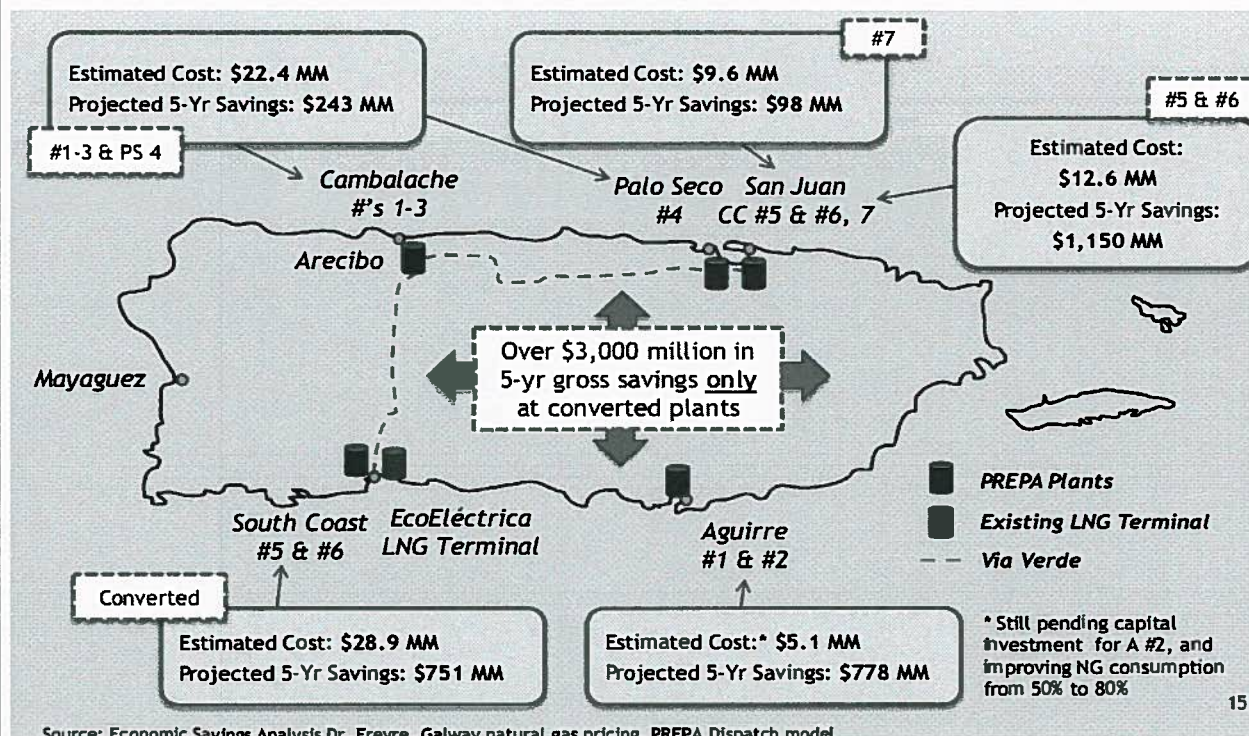 #7
Estimated Cost: $22.4 MM
Projected 5-Yr Savings: $243 MM
#1-3 & PS 4
Estimated Cost: $9.6 MM
Projected 5-Yr Savings: $98 MM
#5 & #6
Estimated Cost:
$12.6 MM
Projected 5-Yr Savings:
$1,150 MM
Cambalache
#'s 1-3
Palo Seco
#4
San Juan
CC #5 & #6, 7
Arecibo
Mayaguez
Over $3,000 million in
5-yr gross savings only
at converted plants
South Coast
#5 & #6
EcoEléctrica
LNG Terminal
Aguirre
#1 & #2
PREPA Plants
Existing LNG Terminal
Via Verde
Converted
Estimated Cost: $28.9 MM
Projected 5-Yr Savings: $751 MM
Estimated Cost:* $5.1 MM
Projected 5-Yr Savings: $778 MM
* Still pending capital
investment for A #2, and
improving NG consumption
from 50% to 80%
15
Source: Economic Savings Analysis Dr. Freyre, Galway natural gas pricing, PREPA Dispatch model